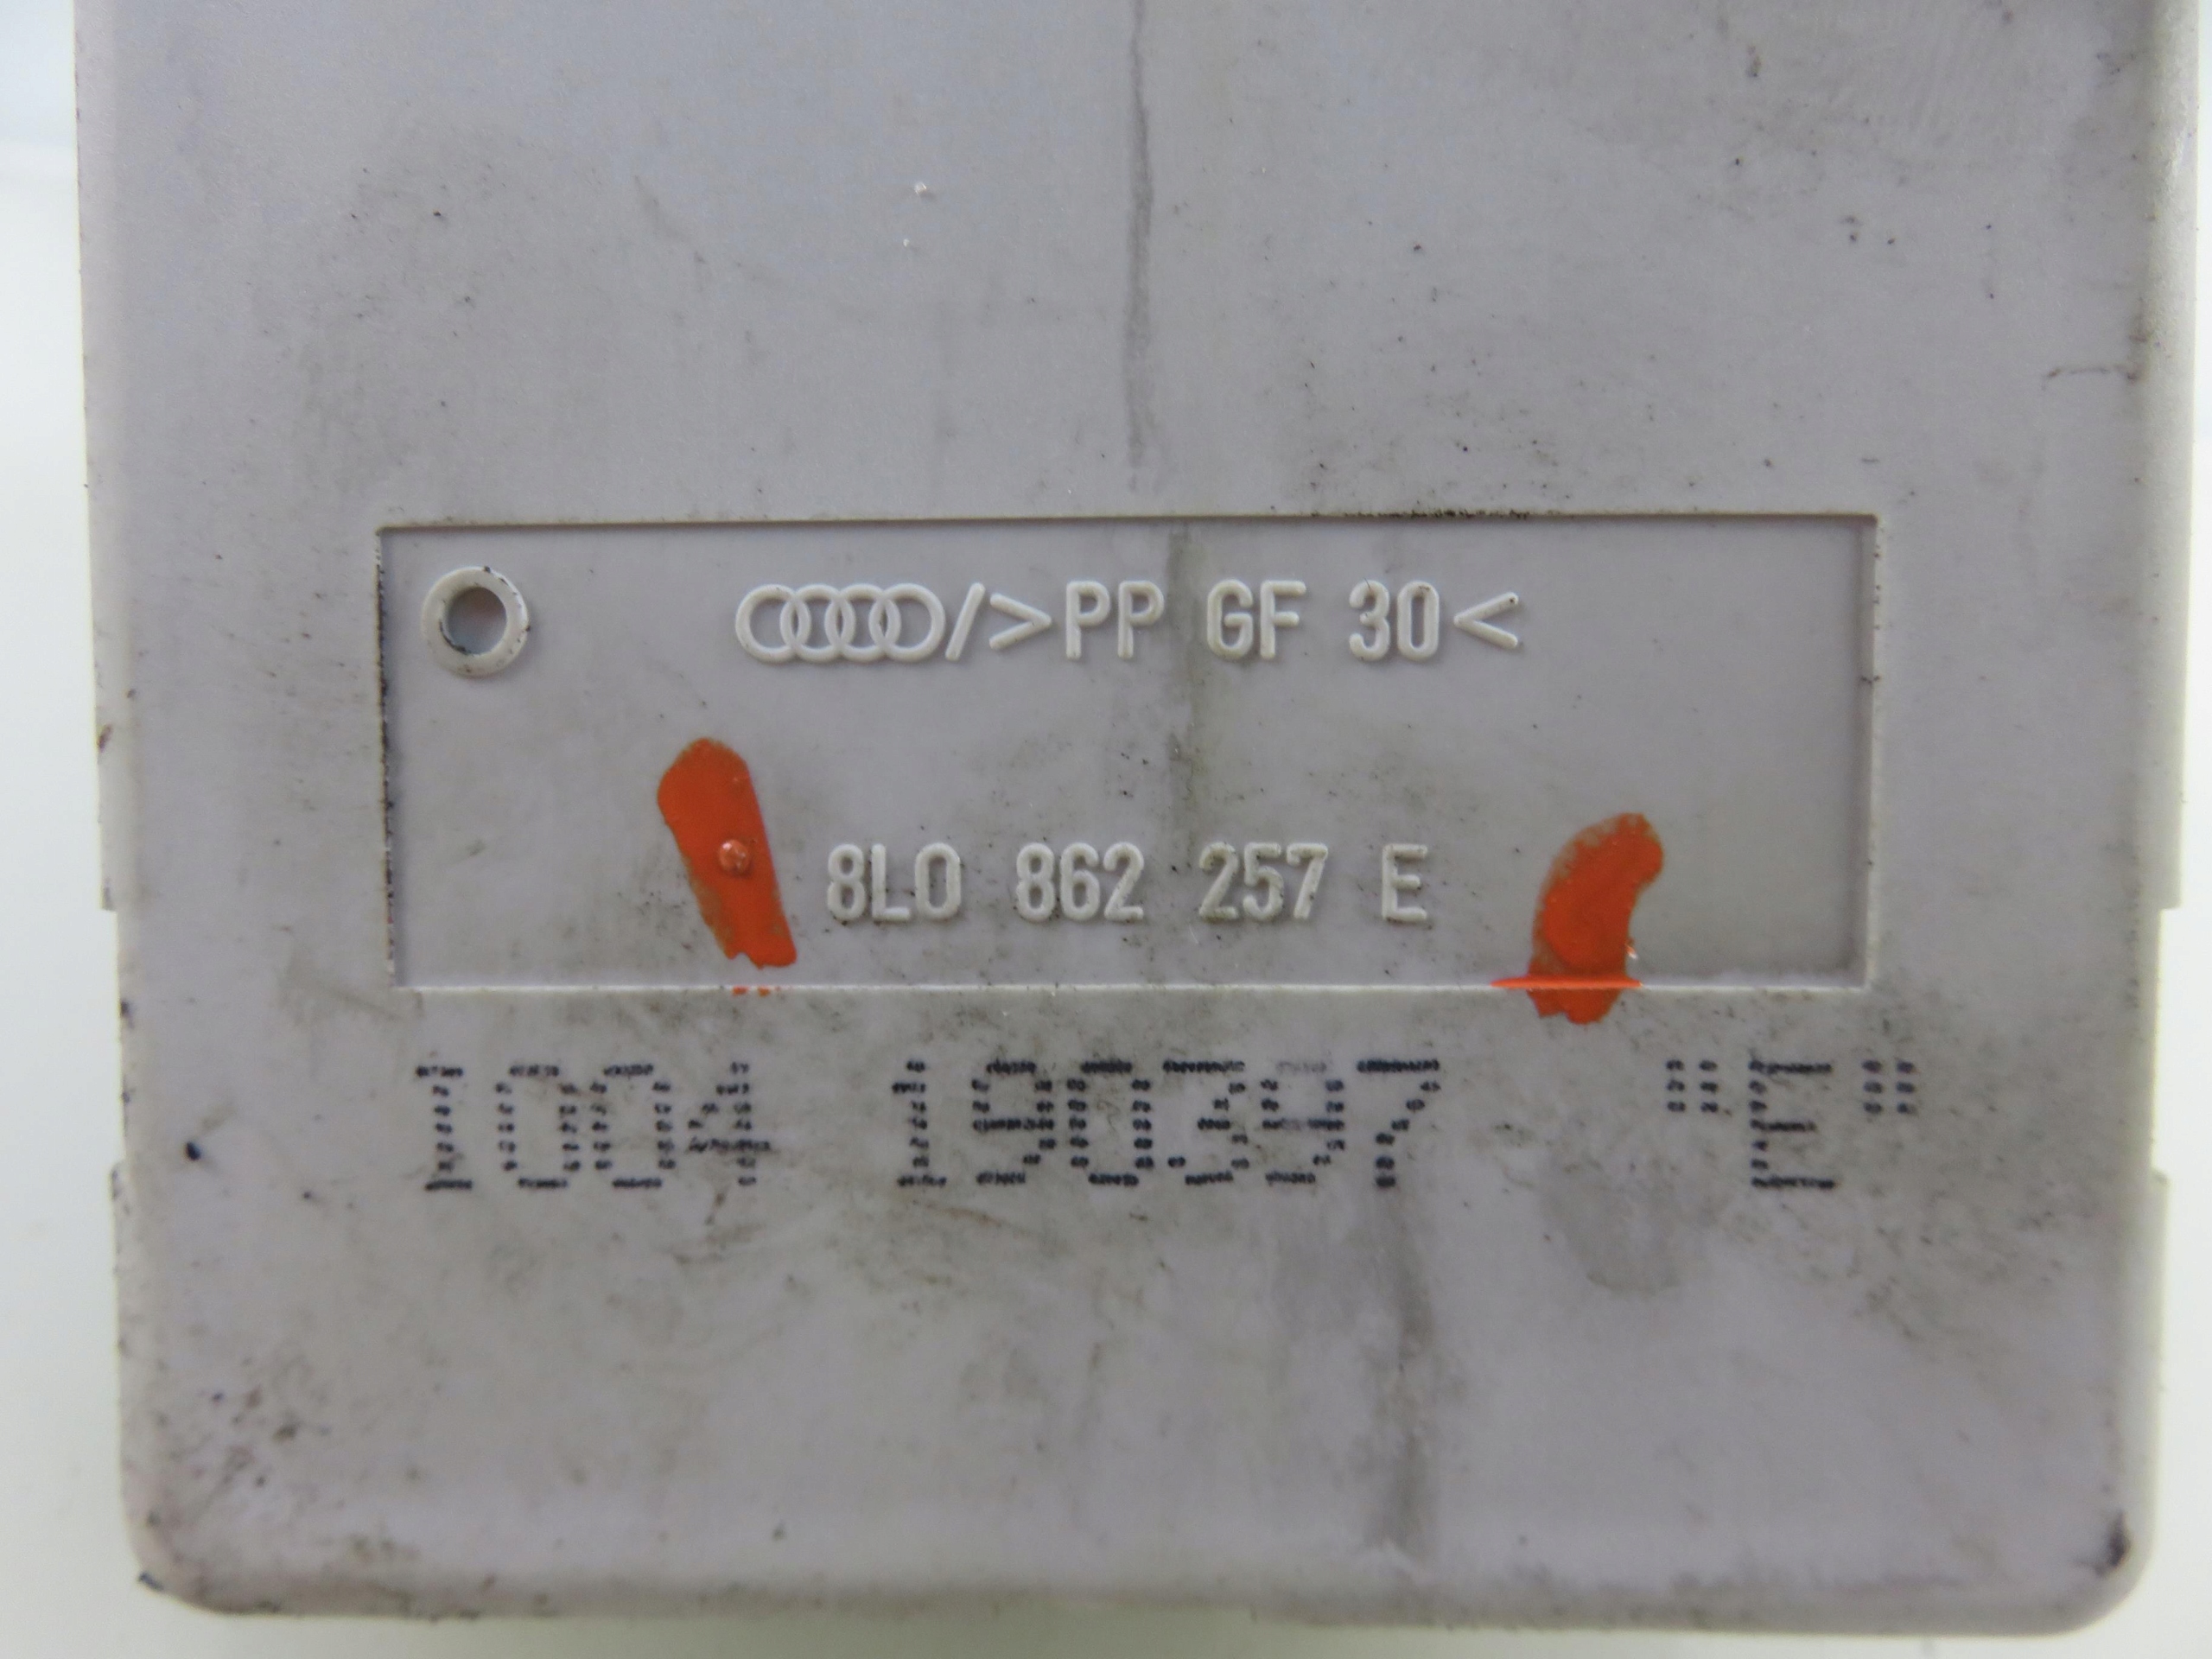 />PP GF 30<
8L0 862 257 E
1004 190397 "E"